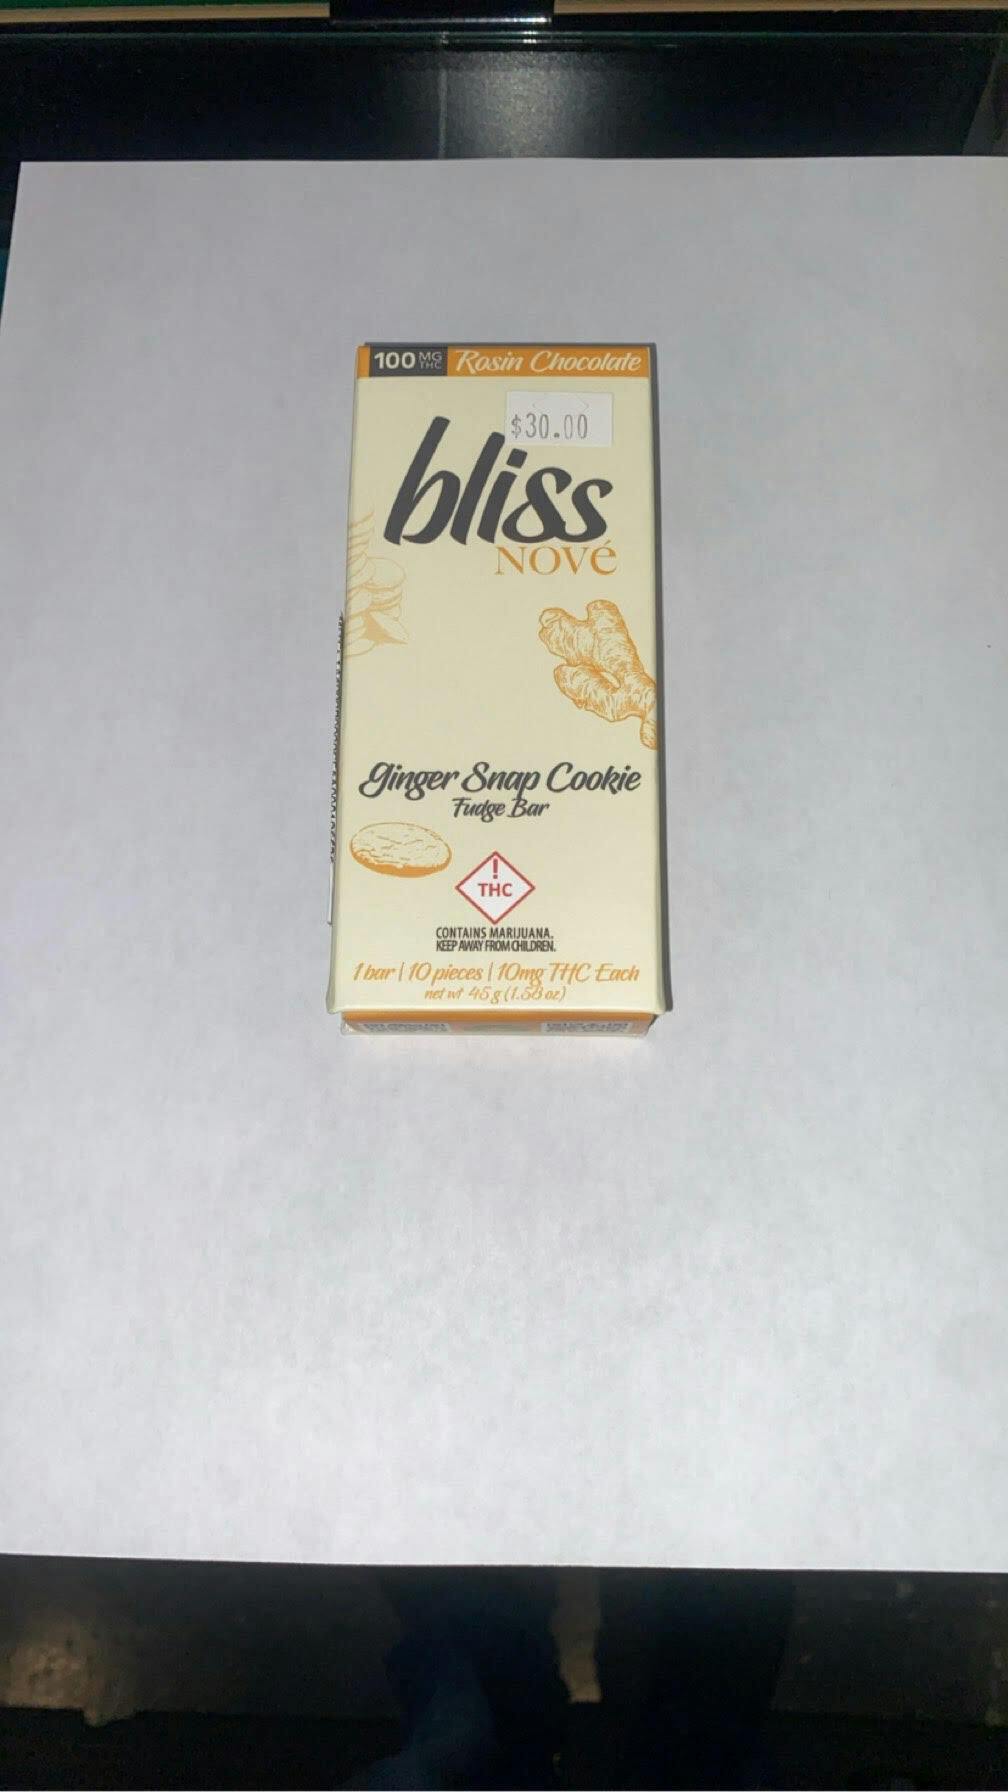 100 MG THC Rosin Chocolate
$30.00
bliss
NOVé
Ginger Snap Cookie
Fudge Bar
!
THC
CONTAINS MARIJUANA.
KEEP AWAY FROM CHILDREN.
1 bar | 10 pieces | 10mg THC Each
net wt 45 g (1.58 oz)